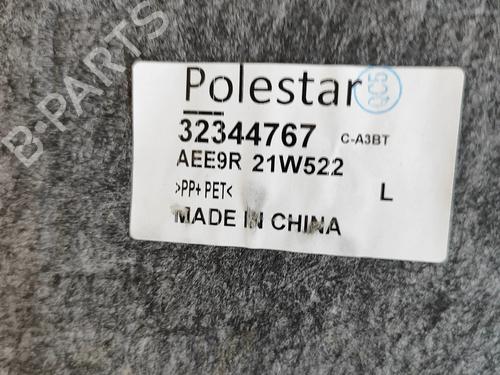 B-PARTS
Polestar
QC5
32344767 C-A3BT
AEE9R 21W522
>PP+ PET< L
MADE IN CHINA